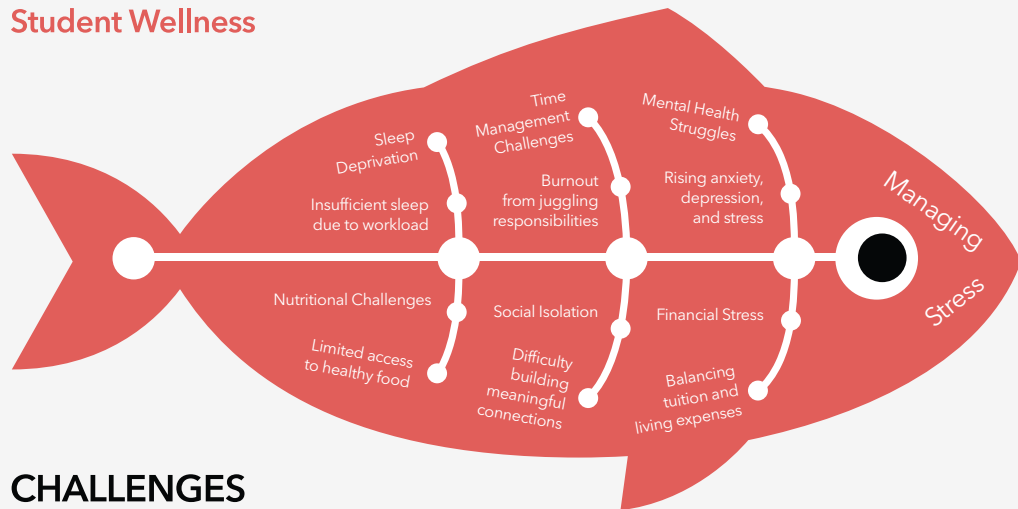 Student Wellness
Sleep
Deprivation
Insufficient sleep
due to workload
Time
Management
Challenges
Burnout
from juggling
responsibilities
Mental Health
Struggles
Rising anxiety,
depression,
and stress
Managing
Stress
Nutritional Challenges
Limited access
to healthy food
Social Isolation
Difficulty
building
meaningful
connections
Financial Stress
Balancing
tuition and
living expenses
CHALLENGES